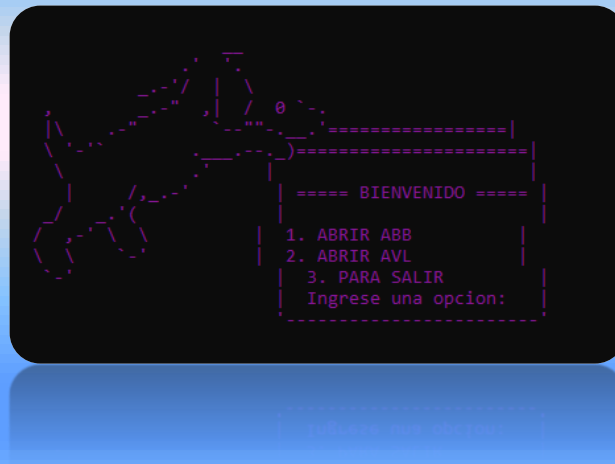 ===== BIENVENIDO =====
1. ABRIR ABB
2. ABRIR AVL
3. PARA SALIR
Ingrese una opcion: